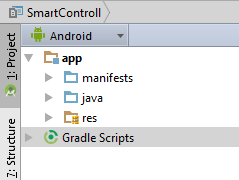 SmartControll
Android
1: Project
app
manifests
java
res
Gradle Scripts
7: Structure